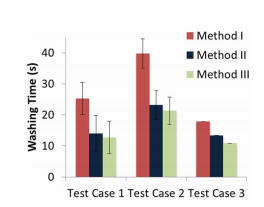 Method I
Method II
Method III
Washing Time (s)
40
30
20
10
0
Test Case 1 Test Case 2 Test Case 3